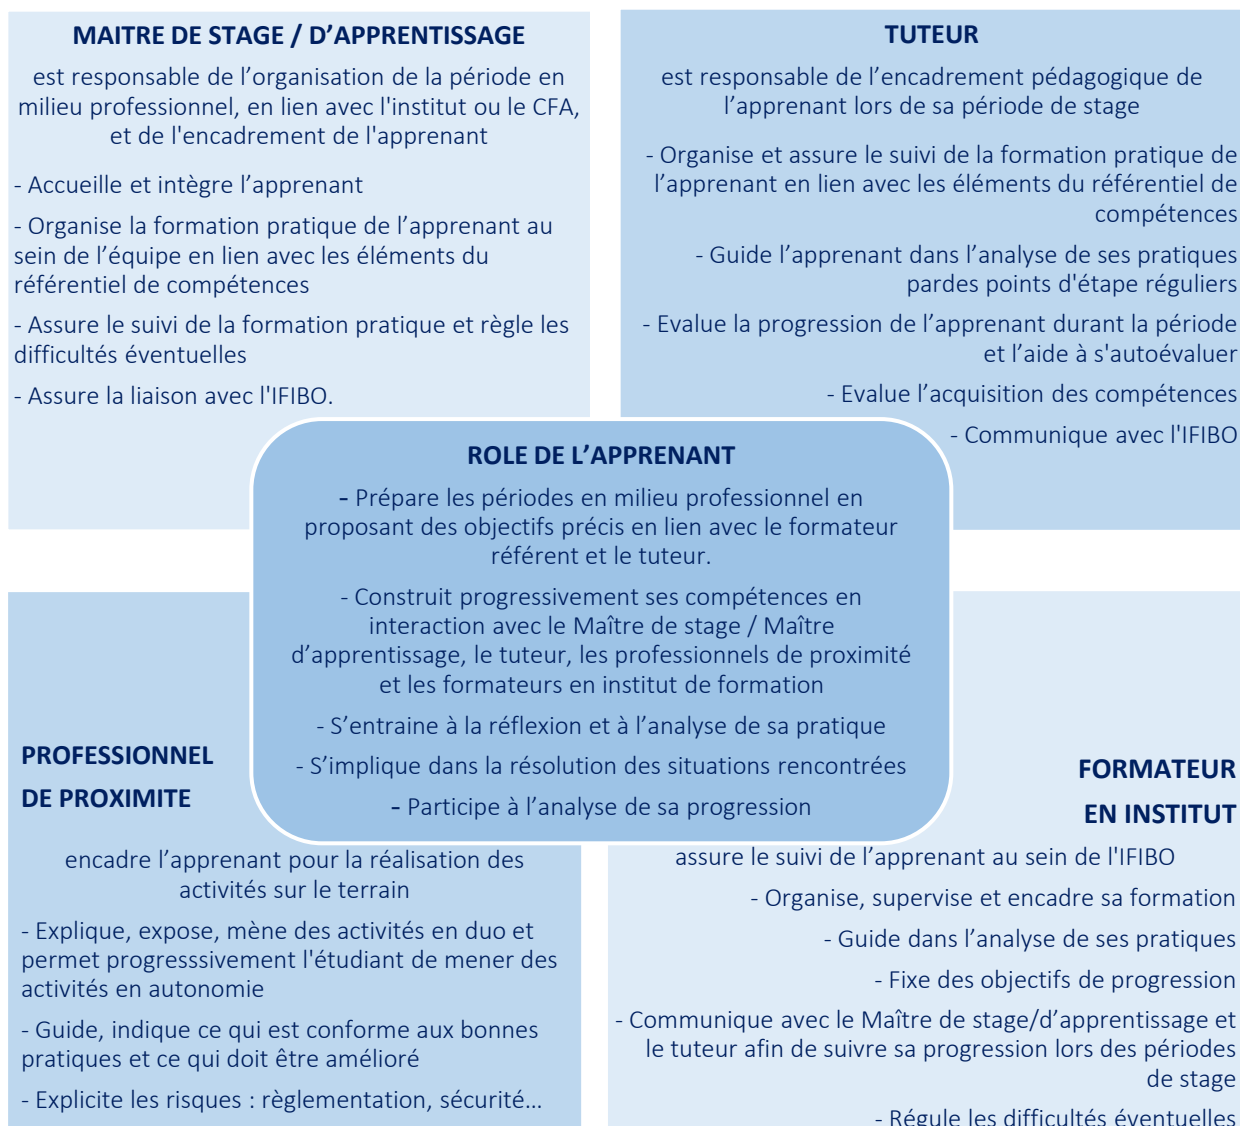 MAITRE DE STAGE / D’APPRENTISSAGE
est responsable de l’organisation de la période en
milieu professionnel, en lien avec l'institut ou le CFA,
et de l'encadrement de l'apprenant
- Accueille et intègre l’apprenant
- Organise la formation pratique de l’apprenant au
sein de l’équipe en lien avec les éléments du
référentiel de compétences
- Assure le suivi de la formation pratique et règle les
difficultés éventuelles
- Assure la liaison avec l'IFIBO.
TUTEUR
est responsable de l’encadrement pédagogique de
l’apprenant lors de sa période de stage
- Organise et assure le suivi de la formation pratique de
l’apprenant en lien avec les éléments du référentiel de
compétences
- Guide l’apprenant dans l’analyse de ses pratiques
pardes points d'étape réguliers
- Evalue la progression de l’apprenant durant la période
et l’aide à s'autoévaluer
- Evalue l’acquisition des compétences
- Communique avec l'IFIBO
ROLE DE L’APPRENANT
- Prépare les périodes en milieu professionnel en
proposant des objectifs précis en lien avec le formateur
référent et le tuteur.
- Construit progressivement ses compétences en
interaction avec le Maître de stage / Maître
d’apprentissage, le tuteur, les professionnels de proximité
et les formateurs en institut de formation
- S’entraine à la réflexion et à l’analyse de sa pratique
- S’implique dans la résolution des situations rencontrées
- Participe à l’analyse de sa progression
PROFESSIONNEL
DE PROXIMITE
encadre l’apprenant pour la réalisation des
activités sur le terrain
- Explique, expose, mène des activités en duo et
permet progresssivement l'étudiant de mener des
activités en autonomie
- Guide, indique ce qui est conforme aux bonnes
pratiques et ce qui doit être amélioré
- Explicite les risques : règlementation, sécurité…
FORMATEUR
EN INSTITUT
assure le suivi de l’apprenant au sein de l'IFIBO
- Organise, supervise et encadre sa formation
- Guide dans l’analyse de ses pratiques
- Fixe des objectifs de progression
- Communique avec le Maître de stage/d’apprentissage et
le tuteur afin de suivre sa progression lors des périodes
de stage
- Régule les difficultés éventuelles